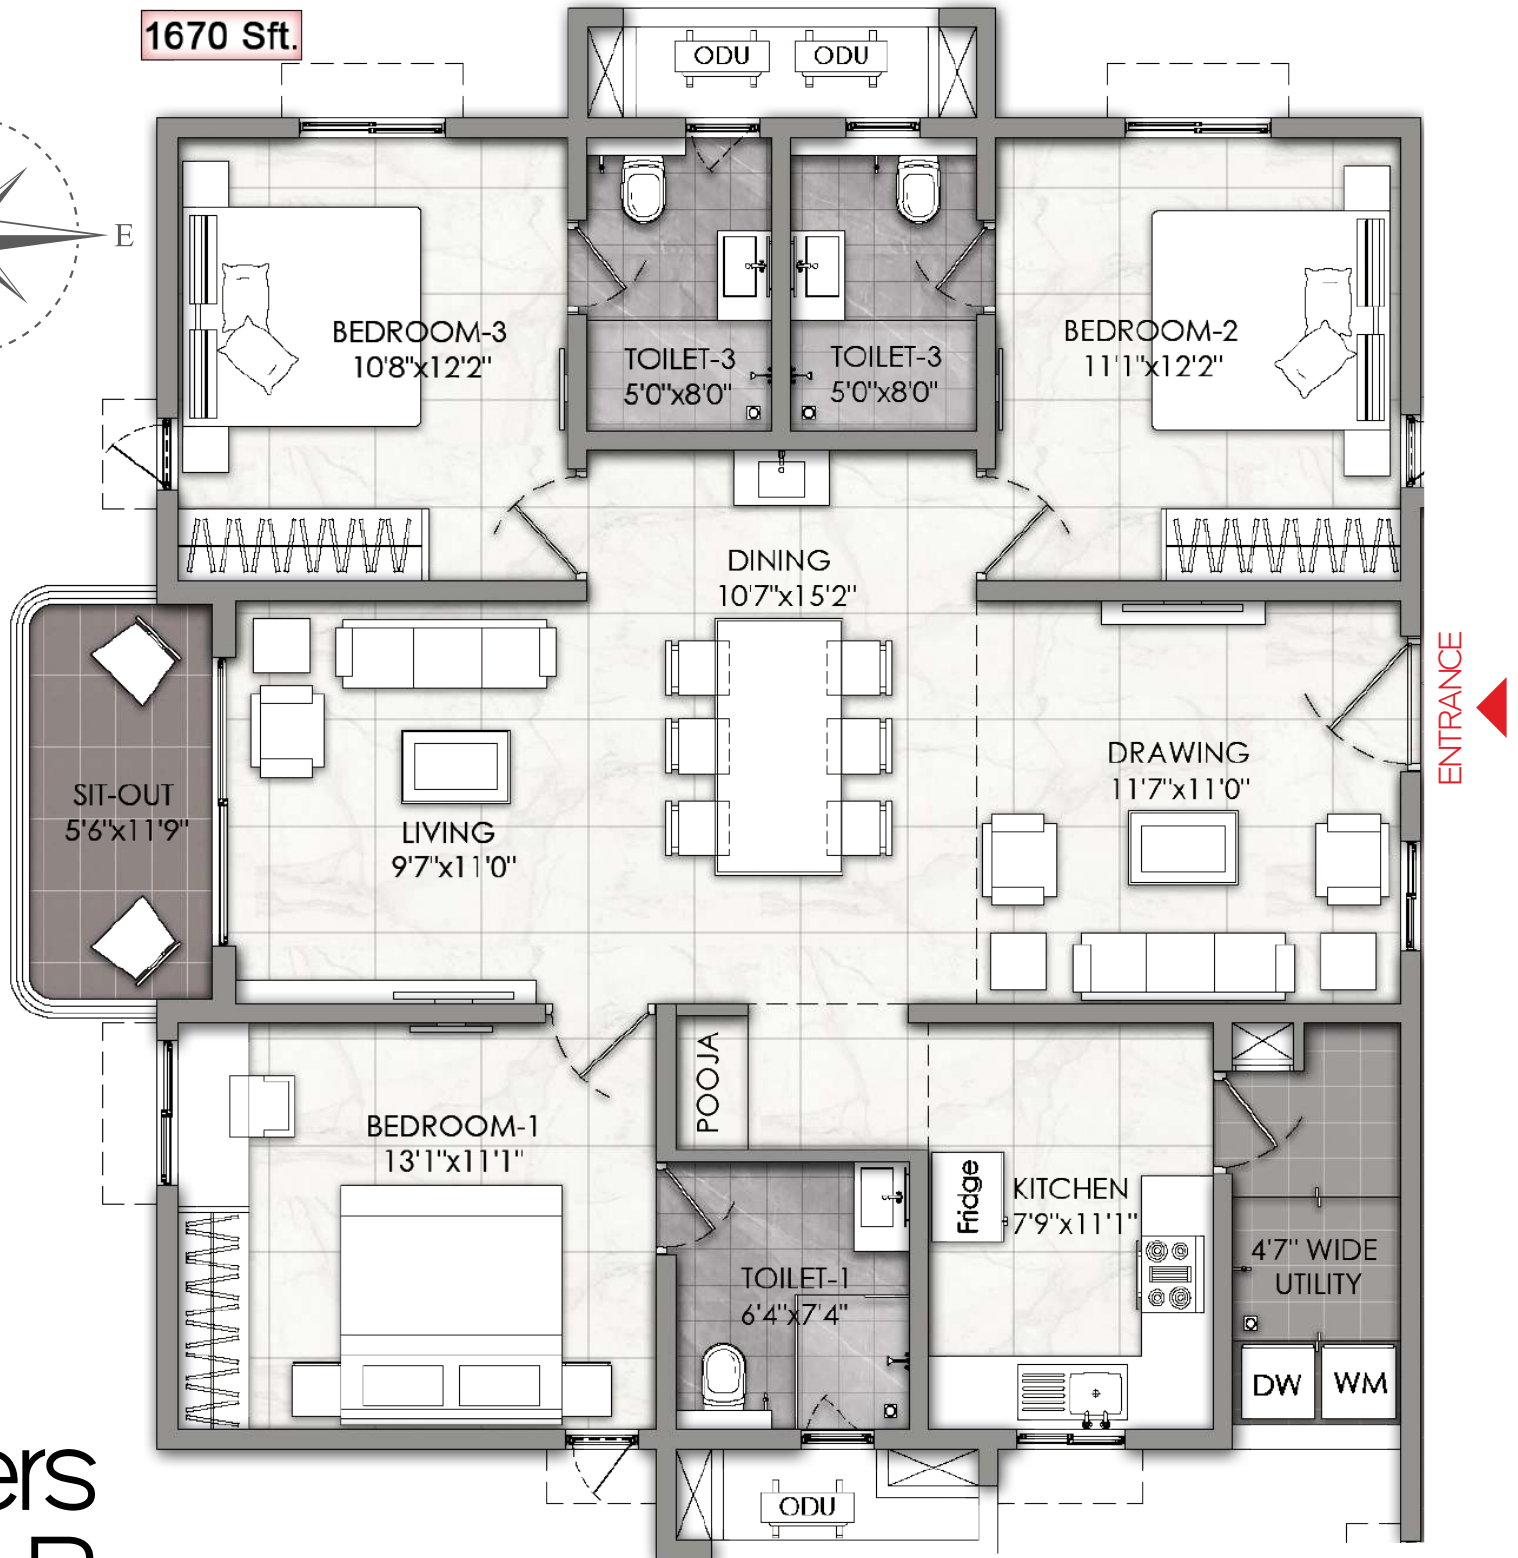 1670 Sft.
ODU
ODU
E
BEDROOM-3
10'8"x12'2"
TOILET-3
5'0"x8'0"
TOILET-3
5'0"x8'0"
BEDROOM-2
11'1"x12'2"
DINING
10'7"x15'2"
ENTRANCE
DRAWING
11'7"x11'0"
SIT-OUT
5'6"x11'9"
LIVING
9'7"x11'0"
POOJA
BEDROOM-1
13'1"x11'1"
Fridge
KITCHEN
7'9"x11'1"
4'7" WIDE
UTILITY
TOILET-1
6'4"x7'4"
DW
WM
ers
ODU